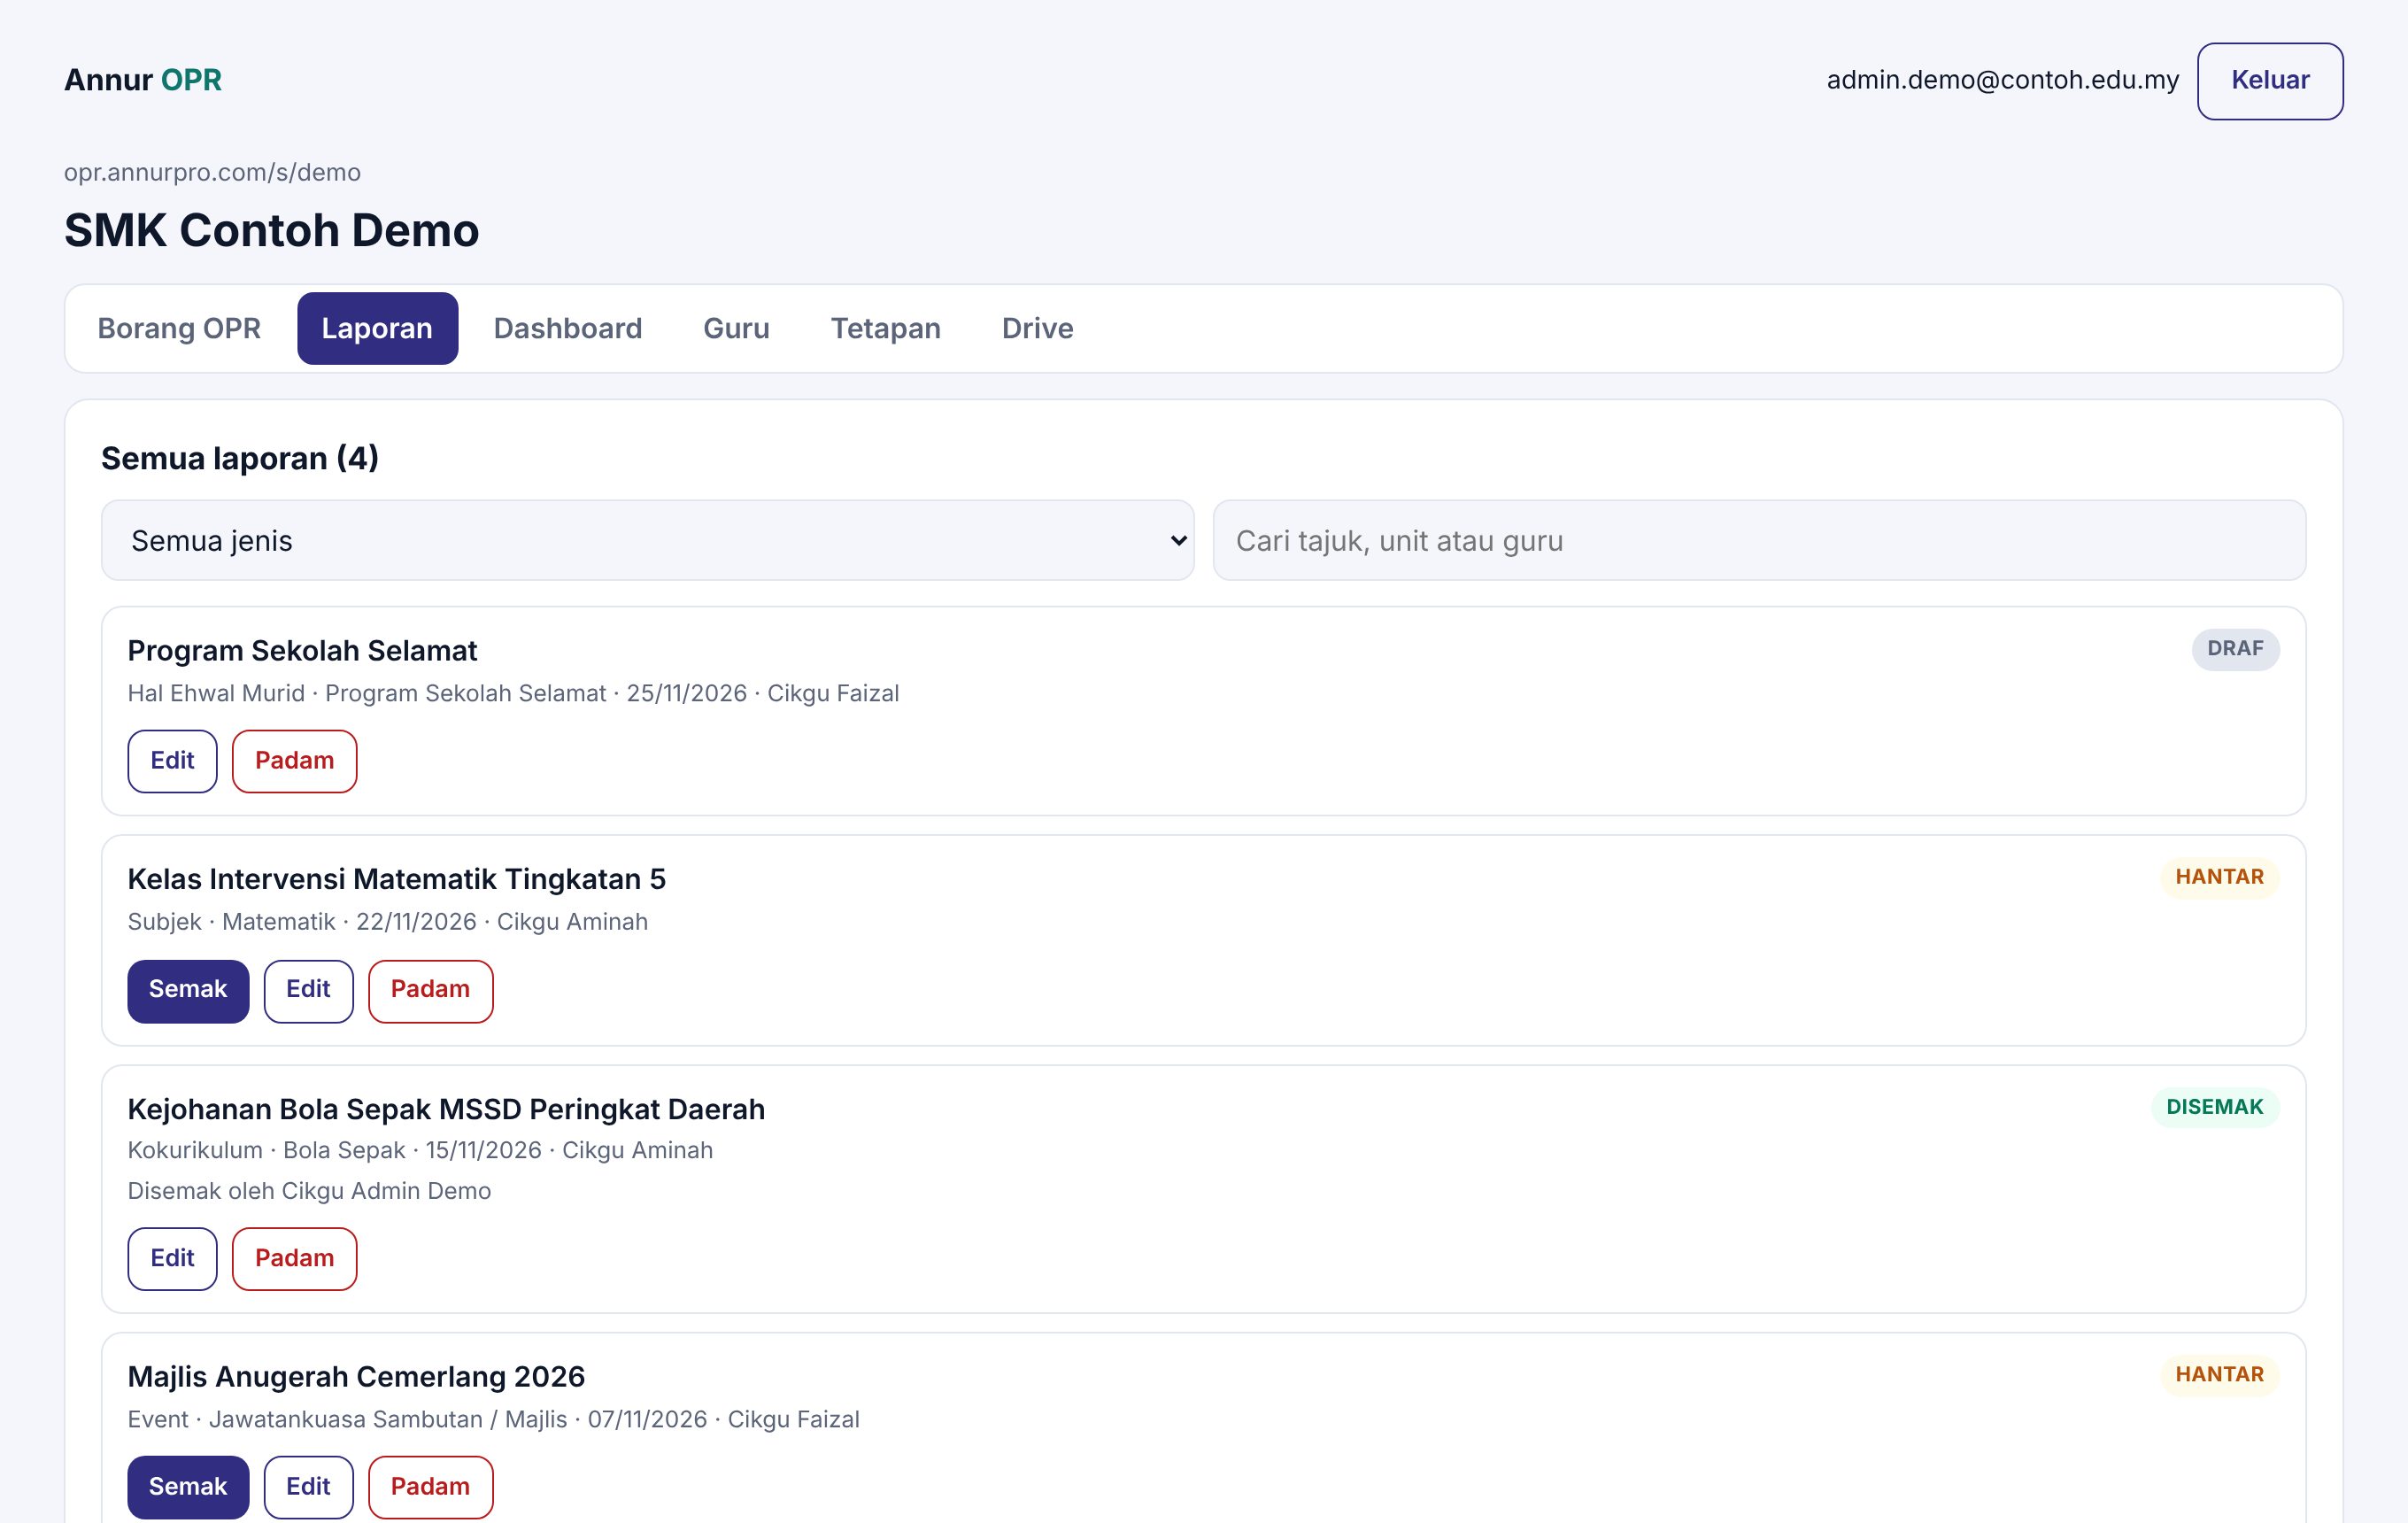 Annur OPR
admin.demo@contoh.edu.my
Keluar
opr.annurpro.com/s/demo
SMK Contoh Demo
Borang OPR Laporan Dashboard Guru Tetapan Drive
Semua laporan (4)
Semua jenis
Cari tajuk, unit atau guru
Program Sekolah Selamat
DRAF
Hal Ehwal Murid · Program Sekolah Selamat · 25/11/2026 · Cikgu Faizal
Edit Padam
Kelas Intervensi Matematik Tingkatan 5
HANTAR
Subjek · Matematik · 22/11/2026 · Cikgu Aminah
Semak Edit Padam
Kejohanan Bola Sepak MSSD Peringkat Daerah
DISEMAK
Kokurikulum · Bola Sepak · 15/11/2026 · Cikgu Aminah
Disemak oleh Cikgu Admin Demo
Edit Padam
Majlis Anugerah Cemerlang 2026
HANTAR
Event · Jawatankuasa Sambutan / Majlis · 07/11/2026 · Cikgu Faizal
Semak Edit Padam